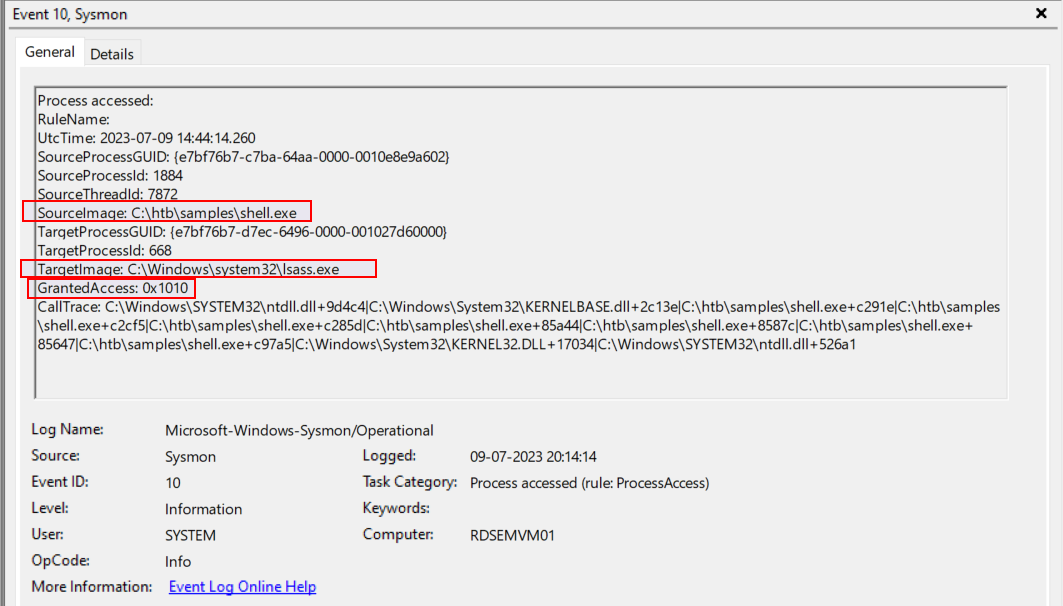 Event 10, Sysmon
General
Details
Process accessed:
RuleName:
UtcTime: 2023-07-09 14:44:14.260
SourceProcessGUID: {e7bf76b7-c7ba-64aa-0000-0010e8e9a602}
SourceProcessId: 1884
SourceThreadId: 7872
SourceImage: C:\htb\samples\shell.exe
TargetProcessGUID: {e7bf76b7-d7ec-6496-0000-001027d60000}
TargetProcessId: 668
TargetImage: C:\Windows\system32\lsass.exe
GrantedAccess: 0x1010
CallTrace: C:\Windows\SYSTEM32\ntdll.dll+9d4c4|C:\Windows\System32\KERNELBASE.dll+2c13e|C:\htb\samples\shell.exe+c291e|C:\htb\samples
\shell.exe+c2cf5|C:\htb\samples\shell.exe+c285d|C:\htb\samples\shell.exe+85a44|C:\htb\samples\shell.exe+8587c|C:\htb\samples\shell.exe+
85647|C:\htb\samples\shell.exe+c97a5|C:\Windows\System32\KERNEL32.DLL+17034|C:\Windows\SYSTEM32\ntdll.dll+526a1
Log Name: Microsoft-Windows-Sysmon/Operational
Source: Sysmon Logged: 09-07-2023 20:14:14
Event ID: 10 Task Category: Process accessed (rule: ProcessAccess)
Level: Information Keywords:
User: SYSTEM Computer: RDSEMVM01
OpCode: Info
More Information: Event Log Online Help